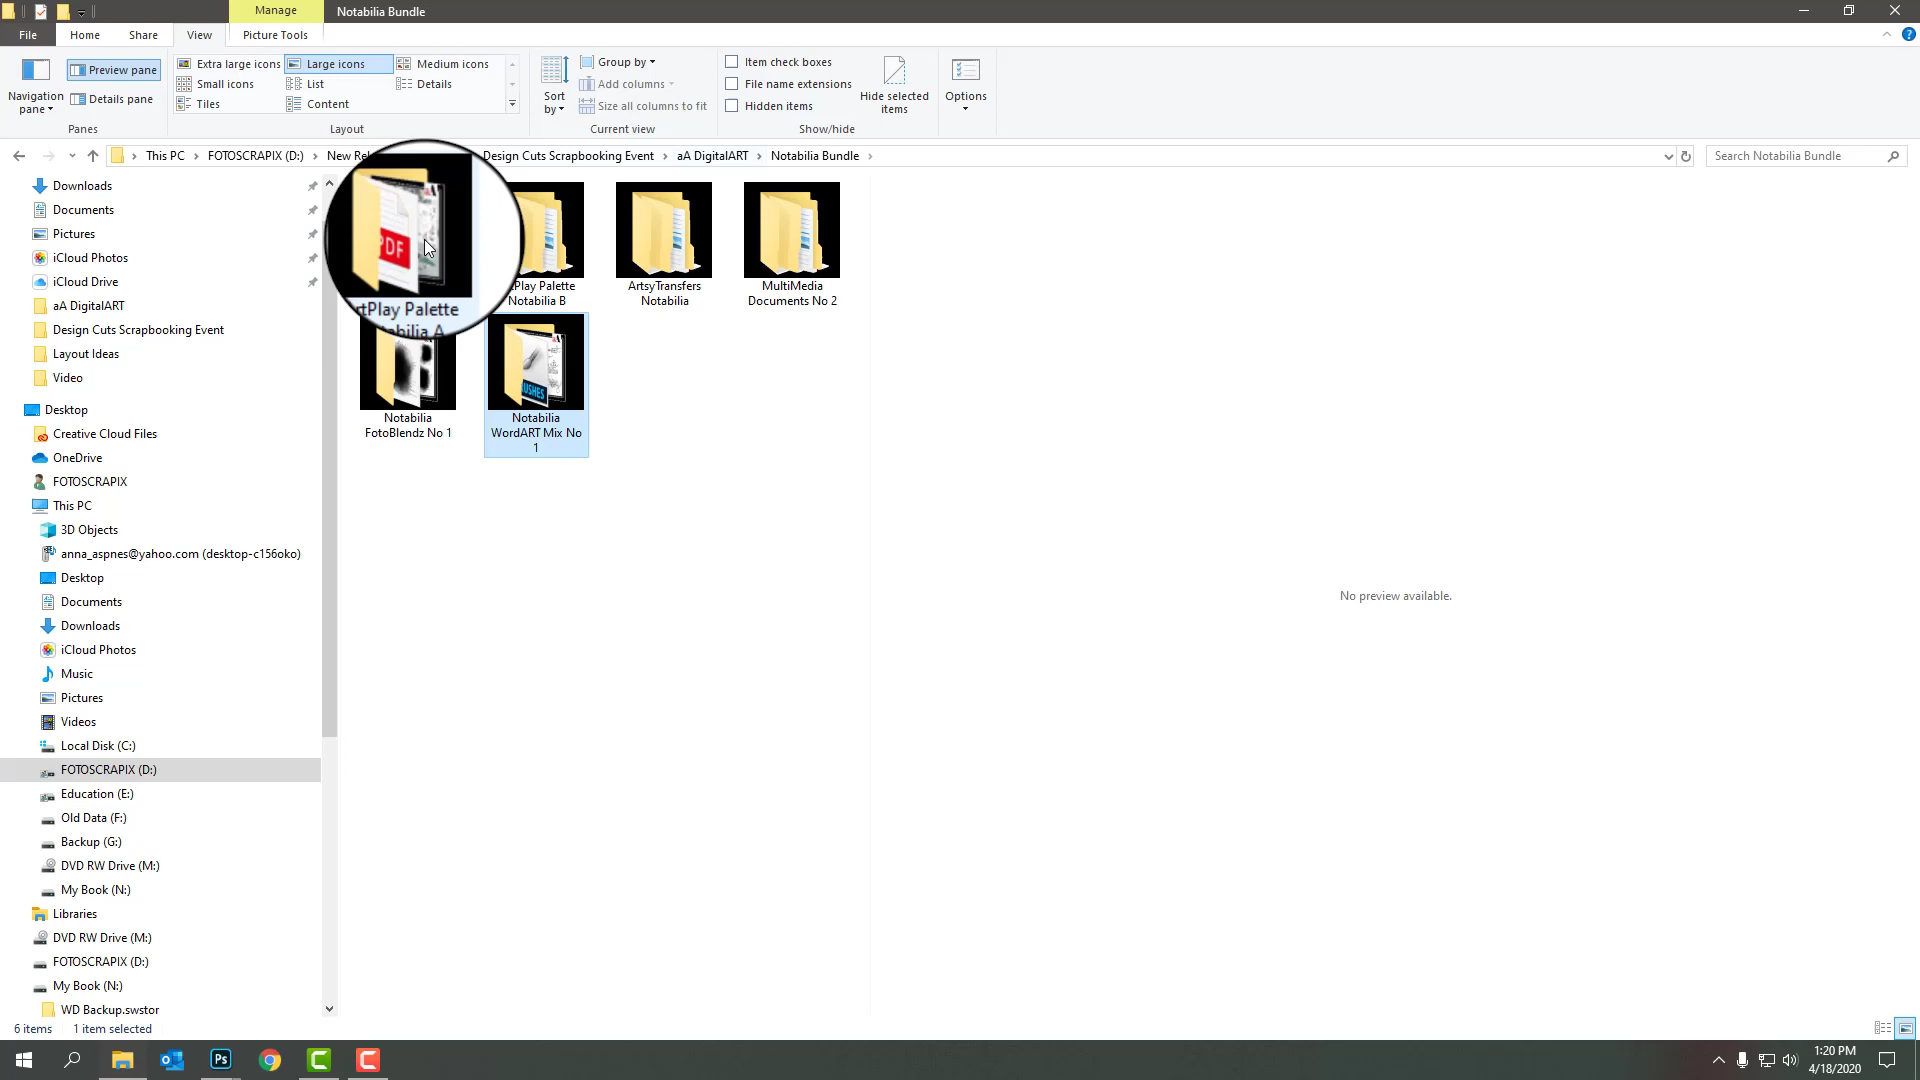 Manage
Notabilia Bundle
File
Home
Share
View
Picture Tools
Navigation
pane
Preview pane
Details pane
Extra large icons
Large icons
Medium icons
Small icons
List
Details
Tiles
Content
Sort
by
Group by
Add columns
Size all columns to fit
Item check boxes
File name extensions
Hidden items
Hide selected
items
Options
Panes
Layout
Current view
Show/hide
This PC
FOTOSCRAPIX (D:)
New Rel
Design Cuts Scrapbooking Event
aA DigitalART
Notabilia Bundle
Search Notabilia Bundle
Downloads
Documents
Pictures
iCloud Photos
iCloud Drive
aA DigitalART
Design Cuts Scrapbooking Event
Layout Ideas
Video
Desktop
Creative Cloud Files
OneDrive
FOTOSCRAPIX
This PC
3D Objects
anna_aspnes@yahoo.com (desktop-c156oko)
Desktop
Documents
Downloads
iCloud Photos
Music
Pictures
Videos
Local Disk (C:)
FOTOSCRAPIX (D:)
Education (E:)
Old Data (F:)
Backup (G:)
DVD RW Drive (M:)
My Book (N:)
Libraries
DVD RW Drive (M:)
FOTOSCRAPIX (D:)
My Book (N:)
WD Backup.swstor
PDF
rtPlay Palette
tabilia A
tPlay Palette
Notabilia B
ArtsyTransfers
Notabilia
MultiMedia
Documents No 2
Notabilia
FotoBlendz No 1
USHES
Notabilia
WordART Mix No
1
No preview available.
6 items
1 item selected
Ps
1:20 PM
4/18/2020